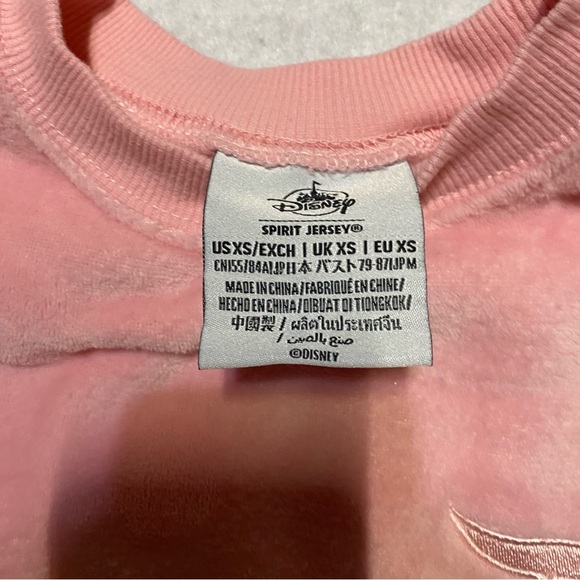 Disney
SPIRIT JERSEY®
US XS/EXCH | UK XS | EU XS
CN155/84A|JP日本 バスト79-87|JP M
MADE IN CHINA/FABRIQUÉ EN CHINE/
HECHO EN CHINA/DIBUAT DI TIONGKOK/
中國製/ผลิตในประเทศจีน
/صنع بالصين
©DISNEY